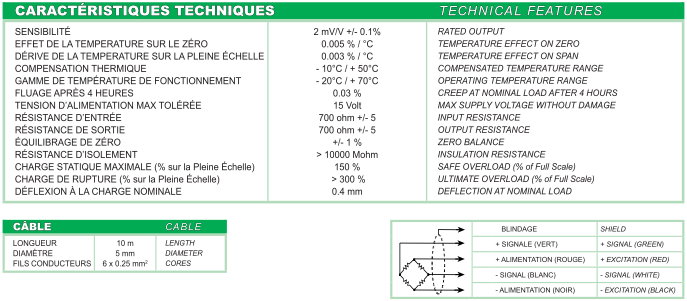 CARACTÉRISTIQUES TECHNIQUES TECHNICAL FEATURES
SENSIBILITÉ 2 mV/V +/- 0.1% RATED OUTPUT
EFFET DE LA TEMPERATURE SUR LE ZÉRO 0.005 % / °C TEMPERATURE EFFECT ON ZERO
DÉRIVE DE LA TEMPERATURE SUR LA PLEINE ÉCHELLE 0.003 % / °C TEMPERATURE EFFECT ON SPAN
COMPENSATION THERMIQUE - 10°C / + 50°C COMPENSATED TEMPERATURE RANGE
GAMME DE TEMPÉRATURE DE FONCTIONNEMENT - 20°C / + 70°C OPERATING TEMPERATURE RANGE
FLUAGE APRÈS 4 HEURES 0.03 % CREEP AT NOMINAL LOAD AFTER 4 HOURS
TENSION D'ALIMENTATION MAX TOLÉRÉE 15 Volt MAX SUPPLY VOLTAGE WITHOUT DAMAGE
RÉSISTANCE D'ENTRÉE 700 ohm +/- 5 INPUT RESISTANCE
RÉSISTANCE DE SORTIE 700 ohm +/- 5 OUTPUT RESISTANCE
ÉQUILIBRAGE DE ZÉRO +/- 1 % ZERO BALANCE
RÉSISTANCE D'ISOLEMENT > 10000 Mohm INSULATION RESISTANCE
CHARGE STATIQUE MAXIMALE (% sur la Pleine Échelle) 150 % SAFE OVERLOAD (% of Full Scale)
CHARGE DE RUPTURE (% sur la Pleine Échelle) > 300 % ULTIMATE OVERLOAD (% of Full Scale)
DÉFLEXION À LA CHARGE NOMINALE 0.4 mm DEFLECTION AT NOMINAL LOAD
CÂBLE CABLE
LONGUEUR 10 m LENGTH
DIAMÈTRE 5 mm DIAMETER
FILS CONDUCTEURS 6 x 0.25 mm² CORES
BLINDAGE SHIELD
+ SIGNALE (VERT) + SIGNAL (GREEN)
+ ALIMENTATION (ROUGE) + EXCITATION (RED)
- SIGNAL (BLANC) - SIGNAL (WHITE)
- ALIMENTATION (NOIR) - EXCITATION (BLACK)